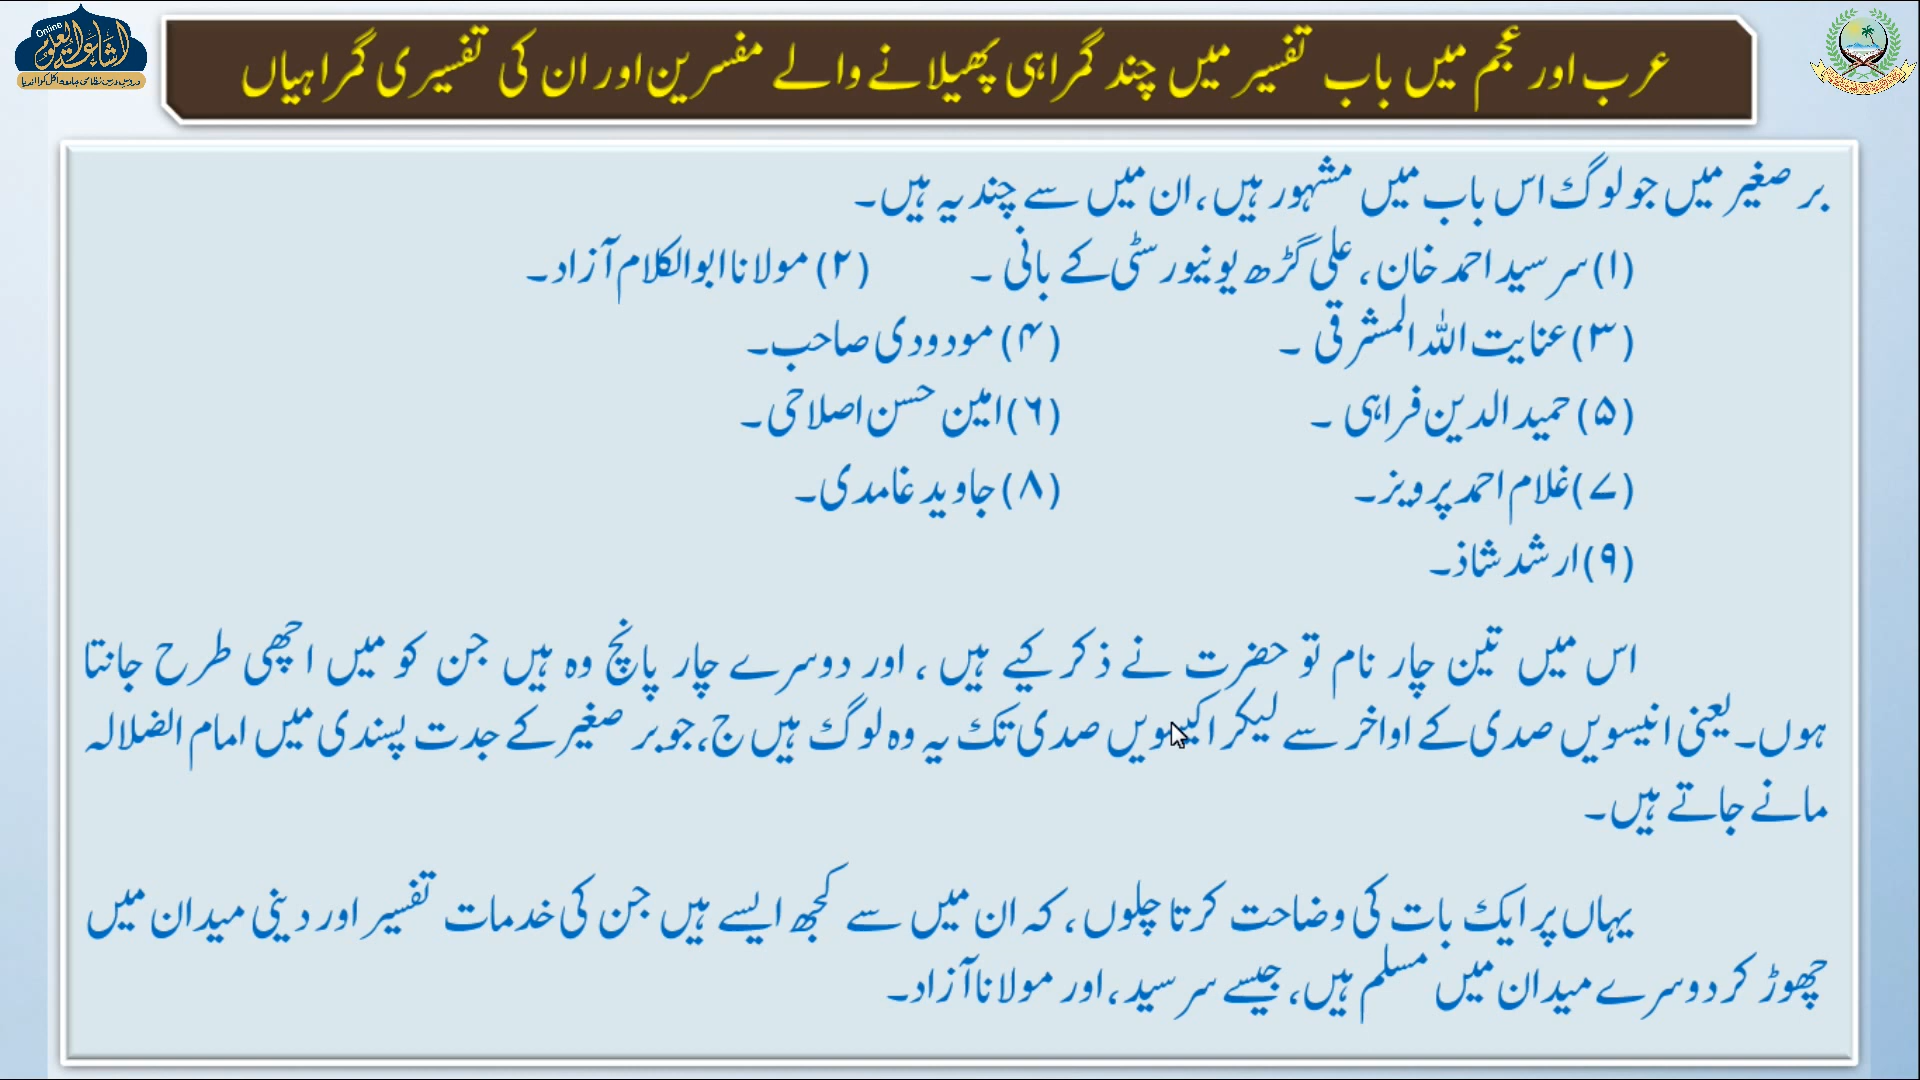 عرب اور عجم میں باب تفسیر میں چند گمراہی پھیلانے والے مفسرین اور ان کی تفسیری گمراہیاں
Online
اشاعۃ العلوم
بر صغیر میں جو لوگ اس باب میں مشہور ہیں، ان میں سے چند یہ ہیں۔
(۱) سر سید احمد خان، علی گڑھ یونیورسٹی کے بانی ۔ (۲) مولانا ابوالکلام آزاد۔
(۳) عنایت اللہ المشرقی ۔ (۴) مودودی صاحب۔
(۵) حمید الدین فراہی ۔ (۶) امین حسن اصلاحی۔
(۷) غلام احمد پرویز۔ (۸) جاوید غامدی۔
(۹) ارشد شاذ۔
اس میں تین چار نام تو حضرت نے ذکر کیے ہیں ، اور دوسرے چار پانچ وہ ہیں جن کو میں اچھی طرح جانتا
ہوں۔ یعنی انیسویں صدی کے اواخر سے لیکر اکیسویں صدی تک یہ وہ لوگ ہیں ج، جو بر صغیر کے جدت پسندی میں امام الضلالہ
مانے جاتے ہیں۔
یہاں پر ایک بات کی وضاحت کرتا چلوں، کہ ان میں سے کچھ ایسے ہیں جن کی خدمات تفسیر اور دینی میدان میں
چھوڑ کر دوسرے میدان میں مسلم ہیں، جیسے سر سید، اور مولانا آزاد۔